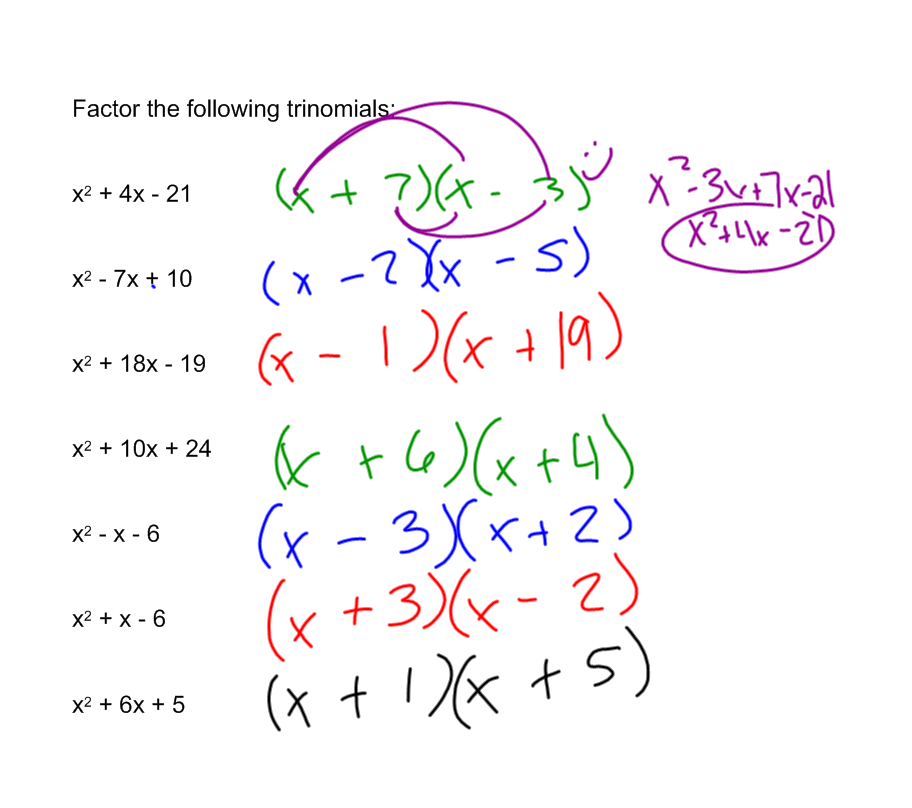 Factor the following trinomials:
x² + 4x - 21 (x + 7)(x - 3) x² - 3x + 7x - 21
x² + 4x - 21
x² - 7x + 10 (x - 2)(x - 5)
x² + 18x - 19 (x - 1)(x + 19)
x² + 10x + 24 (x + 6)(x + 4)
x² - x - 6 (x - 3)(x + 2)
x² + x - 6 (x + 3)(x - 2)
x² + 6x + 5 (x + 1)(x + 5)